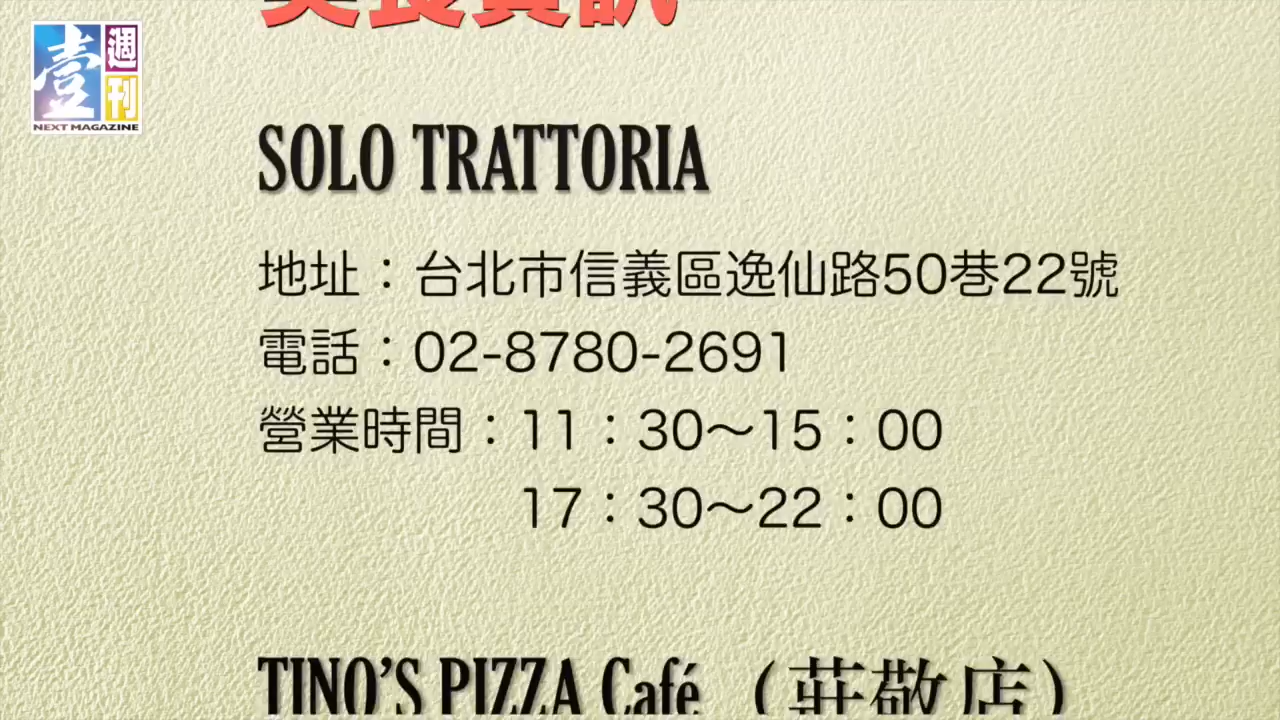 壹週刊
NEXT MAGAZINE
SOLO TRATTORIA
地址：台北市信義區逸仙路50巷22號
電話：02-8780-2691
營業時間：11：30～15：00
17：30～22：00
TINO'S PIZZA Café（莊敬店）